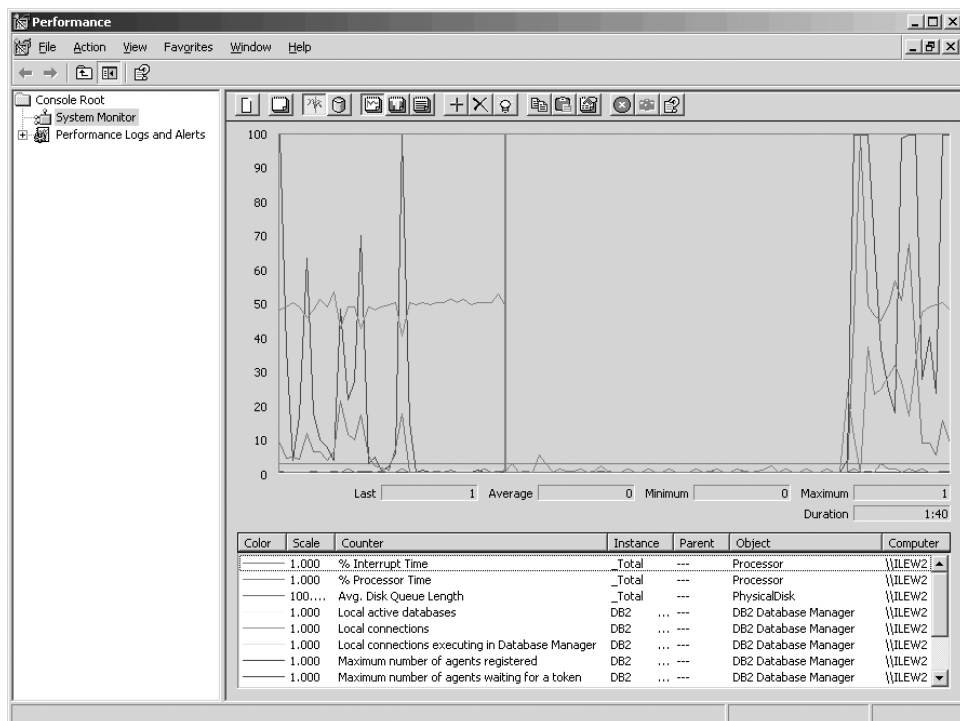 Performance
File Action View Favorites Window Help
Console Root
System Monitor
Performance Logs and Alerts
100
90
80
70
60
50
40
30
20
10
0
Last 1 Average 0 Minimum 0 Maximum 1
Duration 1:40
Color Scale Counter Instance Parent Object Computer
1.000 % Interrupt Time _Total --- Processor \\ILEW2
1.000 % Processor Time _Total --- Processor \\ILEW2
100.... Avg. Disk Queue Length _Total --- PhysicalDisk \\ILEW2
1.000 Local active databases DB2 ... --- DB2 Database Manager \\ILEW2
1.000 Local connections DB2 ... --- DB2 Database Manager \\ILEW2
1.000 Local connections executing in Database Manager DB2 ... --- DB2 Database Manager \\ILEW2
1.000 Maximum number of agents registered DB2 ... --- DB2 Database Manager \\ILEW2
1.000 Maximum number of agents waiting for a token DB2 ... --- DB2 Database Manager \\ILEW2